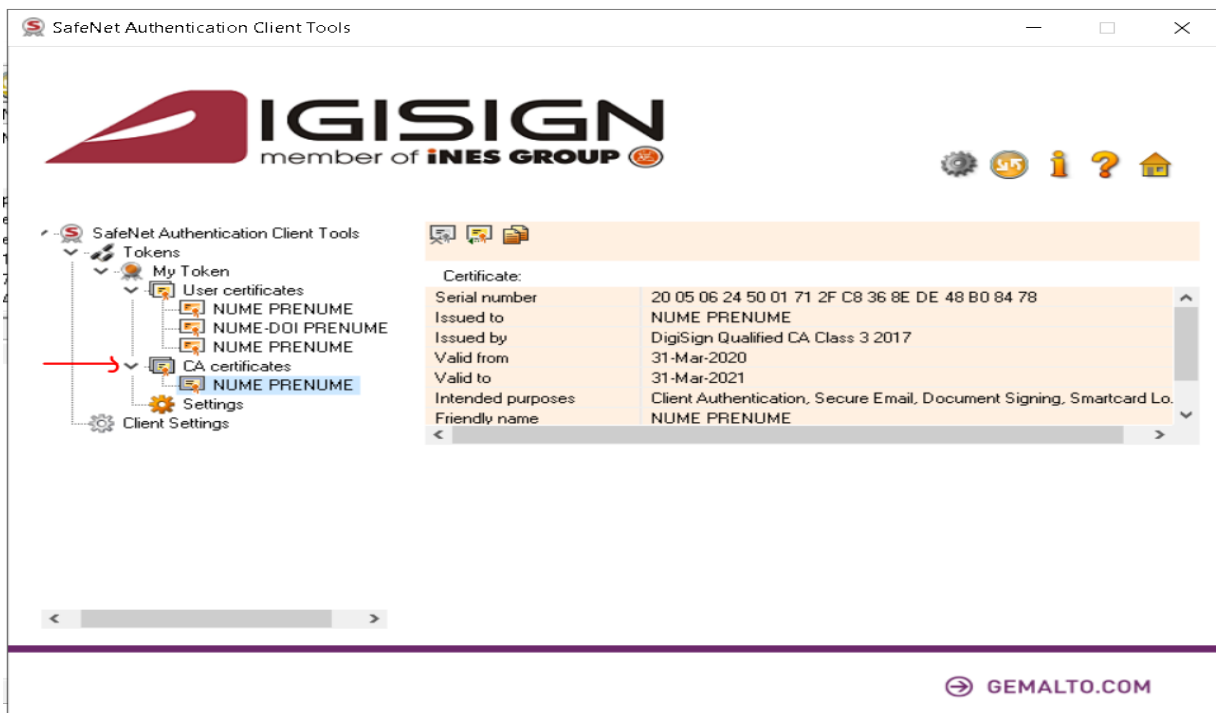 SafeNet Authentication Client Tools
IGISIGN
member of iNES GROUP
SafeNet Authentication Client Tools
Tokens
My Token
User certificates
NUME PRENUME
NUME-DOI PRENUME
NUME PRENUME
CA certificates
NUME PRENUME
Settings
Client Settings
Certificate:
Serial number 20 05 06 24 50 01 71 2F C8 36 8E DE 48 B0 84 78
Issued to NUME PRENUME
Issued by DigiSign Qualified CA Class 3 2017
Valid from 31-Mar-2020
Valid to 31-Mar-2021
Intended purposes Client Authentication, Secure Email, Document Signing, Smartcard Lo.
Friendly name NUME PRENUME
GEMALTO.COM